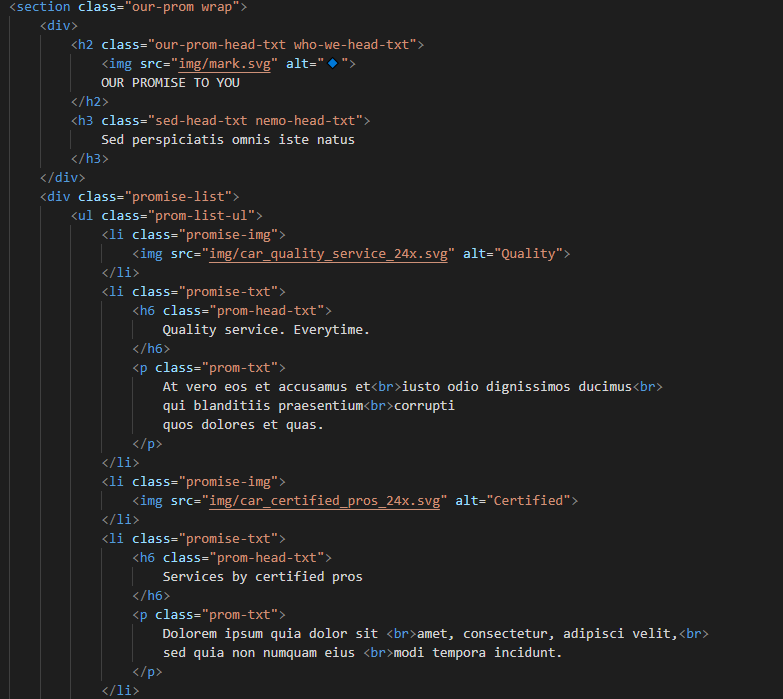 <section class="our-prom wrap">
<div>
<h2 class="our-prom-head-txt who-we-head-txt">
<img src="img/mark.svg" alt="🔹">
OUR PROMISE TO YOU
</h2>
<h3 class="sed-head-txt nemo-head-txt">
Sed perspiciatis omnis iste natus
</h3>
</div>
<div class="promise-list">
<ul class="prom-list-ul">
<li class="promise-img">
<img src="img/car_quality_service_24x.svg" alt="Quality">
</li>
<li class="promise-txt">
<h6 class="prom-head-txt">
Quality service. Everytime.
</h6>
<p class="prom-txt">
At vero eos et accusamus et<br>iusto odio dignissimos ducimus<br>
qui blanditiis praesentium<br>corrupti
quos dolores et quas.
</p>
</li>
<li class="promise-img">
<img src="img/car_certified_pros_24x.svg" alt="Certified">
</li>
<li class="promise-txt">
<h6 class="prom-head-txt">
Services by certified pros
</h6>
<p class="prom-txt">
Dolorem ipsum quia dolor sit <br>amet, consectetur, adipisci velit,<br>
sed quia non numquam eius <br>modi tempora incidunt.
</p>
</li>